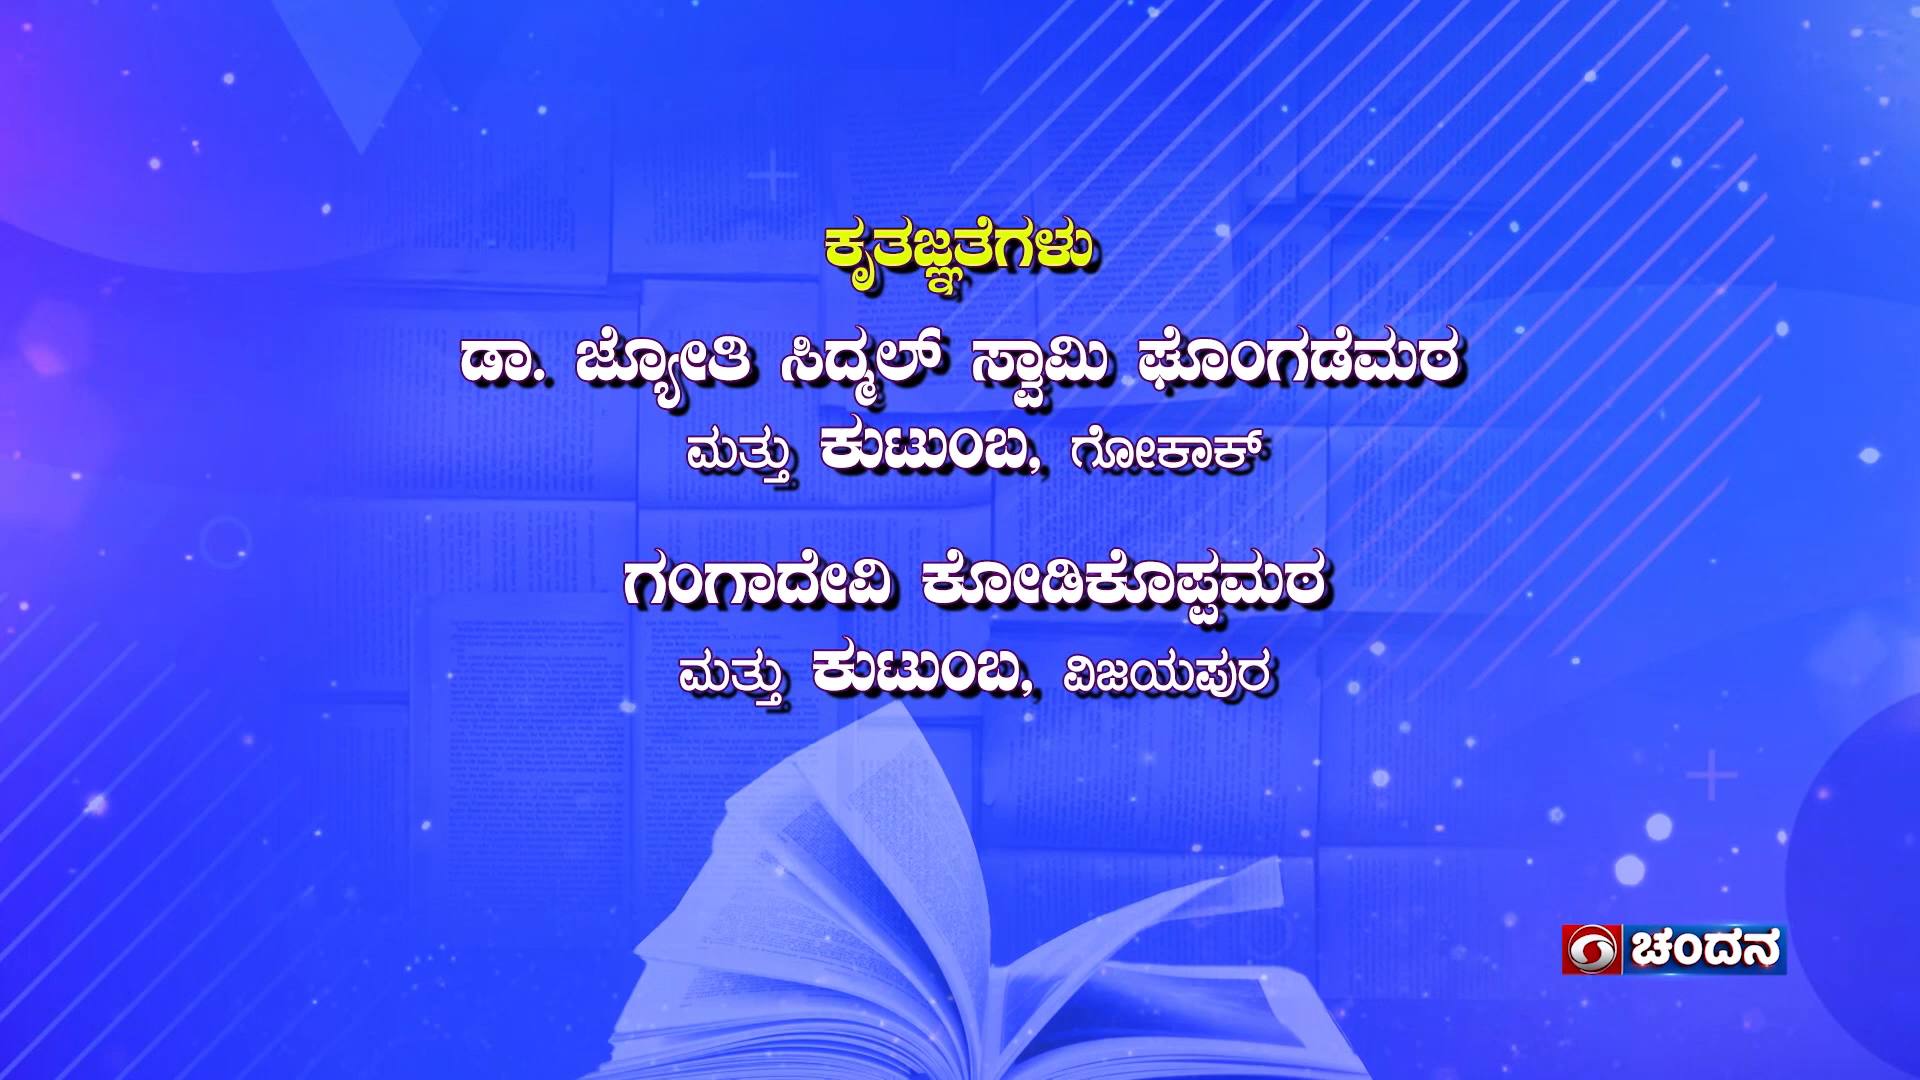 ಕೃತಜ್ಞತೆಗಳು
ಡಾ. ಜ್ಯೋತಿ ಸಿದ್ಮಲ್ ಸ್ವಾಮಿ ಘೊಂಗಡೆಮಠ
ಮತ್ತು ಕುಟುಂಬ, ಗೋಕಾಕ್
ಗಂಗಾದೇವಿ ಕೋಡಿಕೊಪ್ಪಮಠ
ಮತ್ತು ಕುಟುಂಬ, ವಿಜಯಪುರ
ಚಂದನ